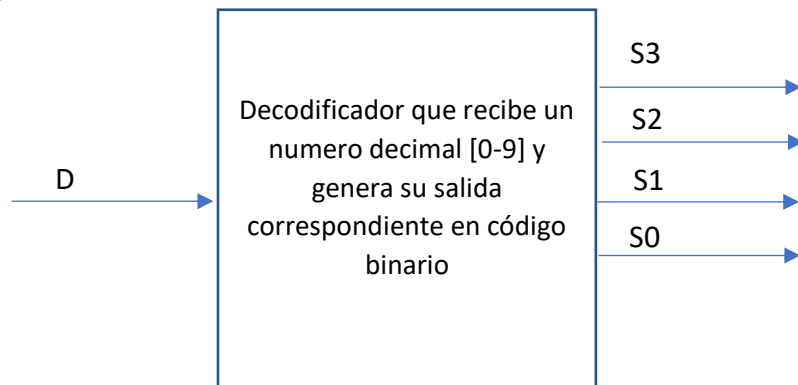 D
Decodificador que recibe un
numero decimal [0-9] y
genera su salida
correspondiente en código
binario
S3
S2
S1
S0